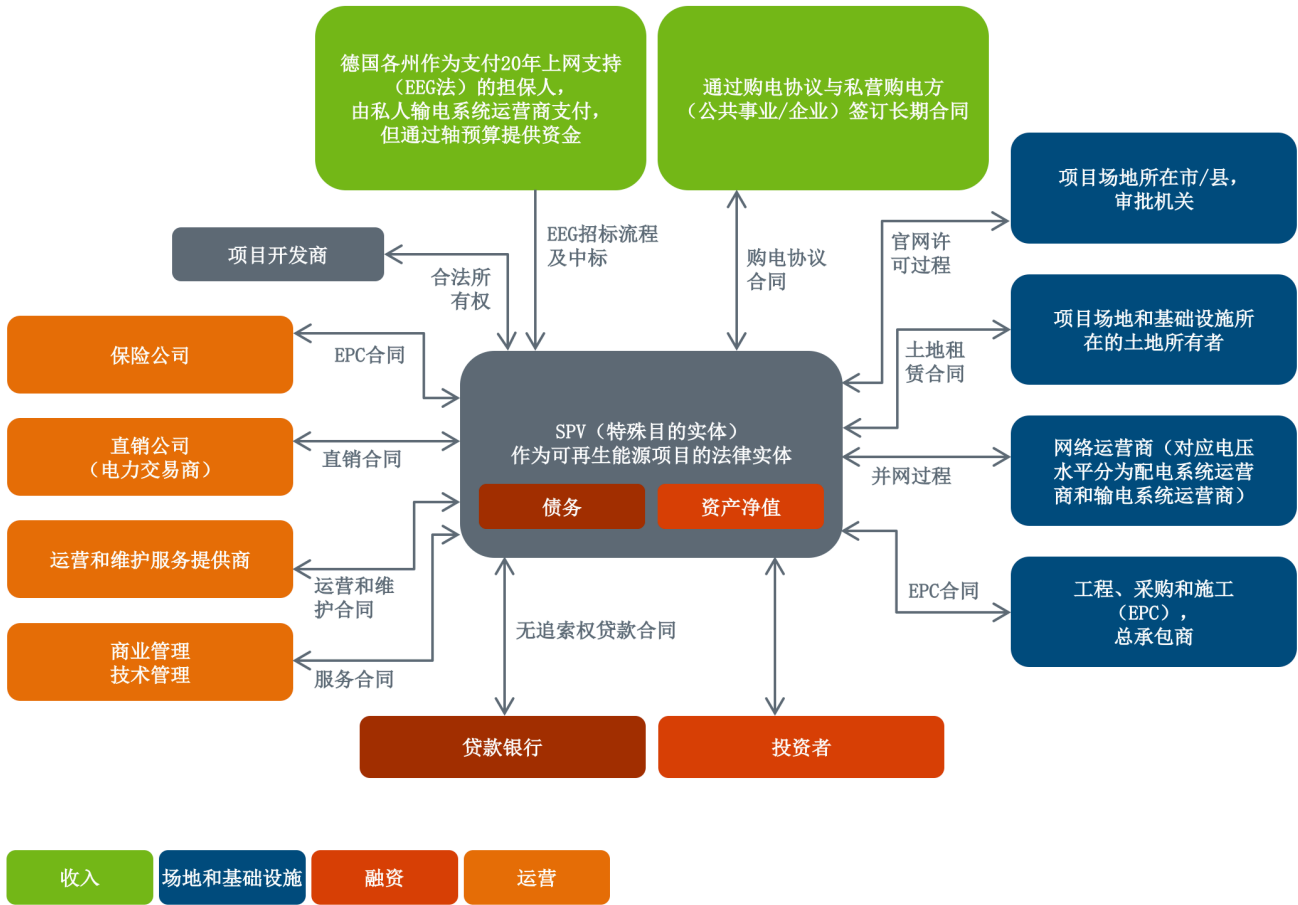 德国各州作为支付20年上网支持
（EEG法）的担保人，
由私人输电系统运营商支付，
但通过轴预算提供资金
通过购电协议与私营购电方
（公共事业/企业）签订长期合同
项目场地所在市/县，
审批机关
项目开发商
合法所
有权
EEG招标流程
及中标
购电协议
合同
官网许
可过程
保险公司
EPC合同
土地租
赁合同
项目场地和基础设施所
在的土地所有者
直销公司
（电力交易商）
直销合同
SPV（特殊目的实体）
作为可再生能源项目的法律实体
债务
资产净值
并网过程
网络运营商（对应电压
水平分为配电系统运营
商和输电系统运营商）
运营和维护服务提供商
运营和维
护合同
EPC合同
工程、采购和施工
（EPC），
总承包商
商业管理
技术管理
服务合同
无追索权贷款合同
贷款银行
投资者
收入
场地和基础设施
融资
运营